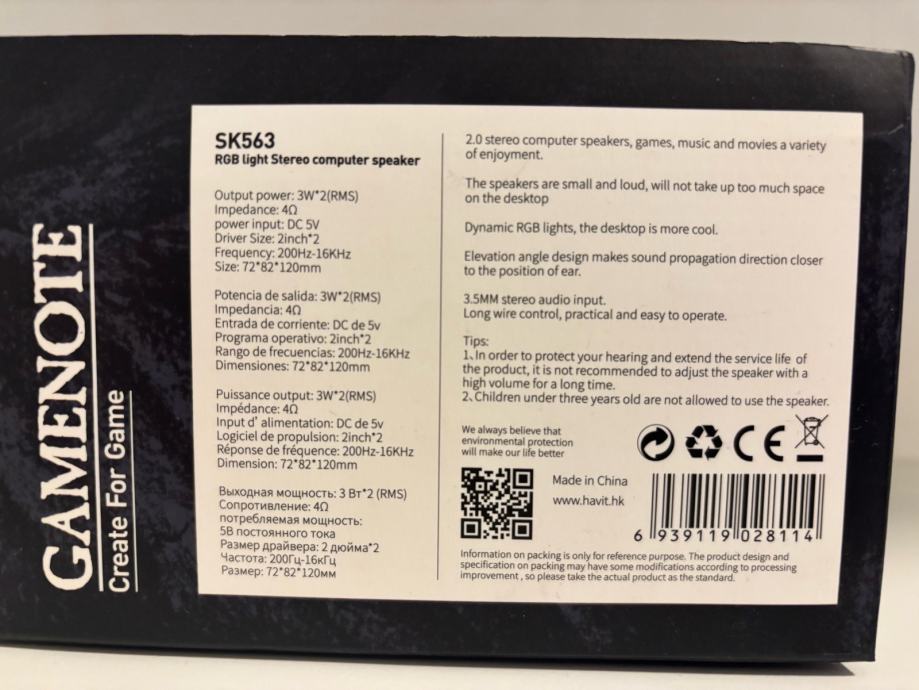 GAMENOTE
Create For Game
SK563
RGB light Stereo computer speaker
Output power: 3W*2(RMS)
Impedance: 4Ω
power input: DC 5V
Driver Size: 2inch*2
Frequency: 200Hz-16KHz
Size: 72*82*120mm
Potencia de salida: 3W*2(RMS)
Impedancia: 4Ω
Entrada de corriente: DC de 5v
Programa operativo: 2inch*2
Rango de frecuencias: 200Hz-16KHz
Dimensiones: 72*82*120mm
Puissance output: 3W*2(RMS)
Impédance: 4Ω
Input d' alimentation: DC de 5v
Logiciel de propulsion: 2inch*2
Réponse de fréquence: 200Hz-16KHz
Dimension: 72*82*120mm
Выходная мощность: 3 Вт*2 (RMS)
Сопротивление: 4Ω
потребляемая мощность:
5В постоянного тока
Размер драйвера: 2 дюйма*2
Частота: 200Гц-16кГц
Размер: 72*82*120мм
2.0 stereo computer speakers, games, music and movies a variety
of enjoyment.
The speakers are small and loud, will not take up too much space
on the desktop
Dynamic RGB lights, the desktop is more cool.
Elevation angle design makes sound propagation direction closer
to the position of ear.
3.5MM stereo audio input.
Long wire control, practical and easy to operate.
Tips:
1、In order to protect your hearing and extend the service life of
the product, it is not recommended to adjust the speaker with a
high volume for a long time.
2、Children under three years old are not allowed to use the speaker.
We always believe that
environmental protection
will make our life better
CE
Made in China
www.havit.hk
6 939119 028114
Information on packing is only for reference purpose. The product design and
specification on packing may have some modifications according to processing
improvement , so please take the actual product as the standard.